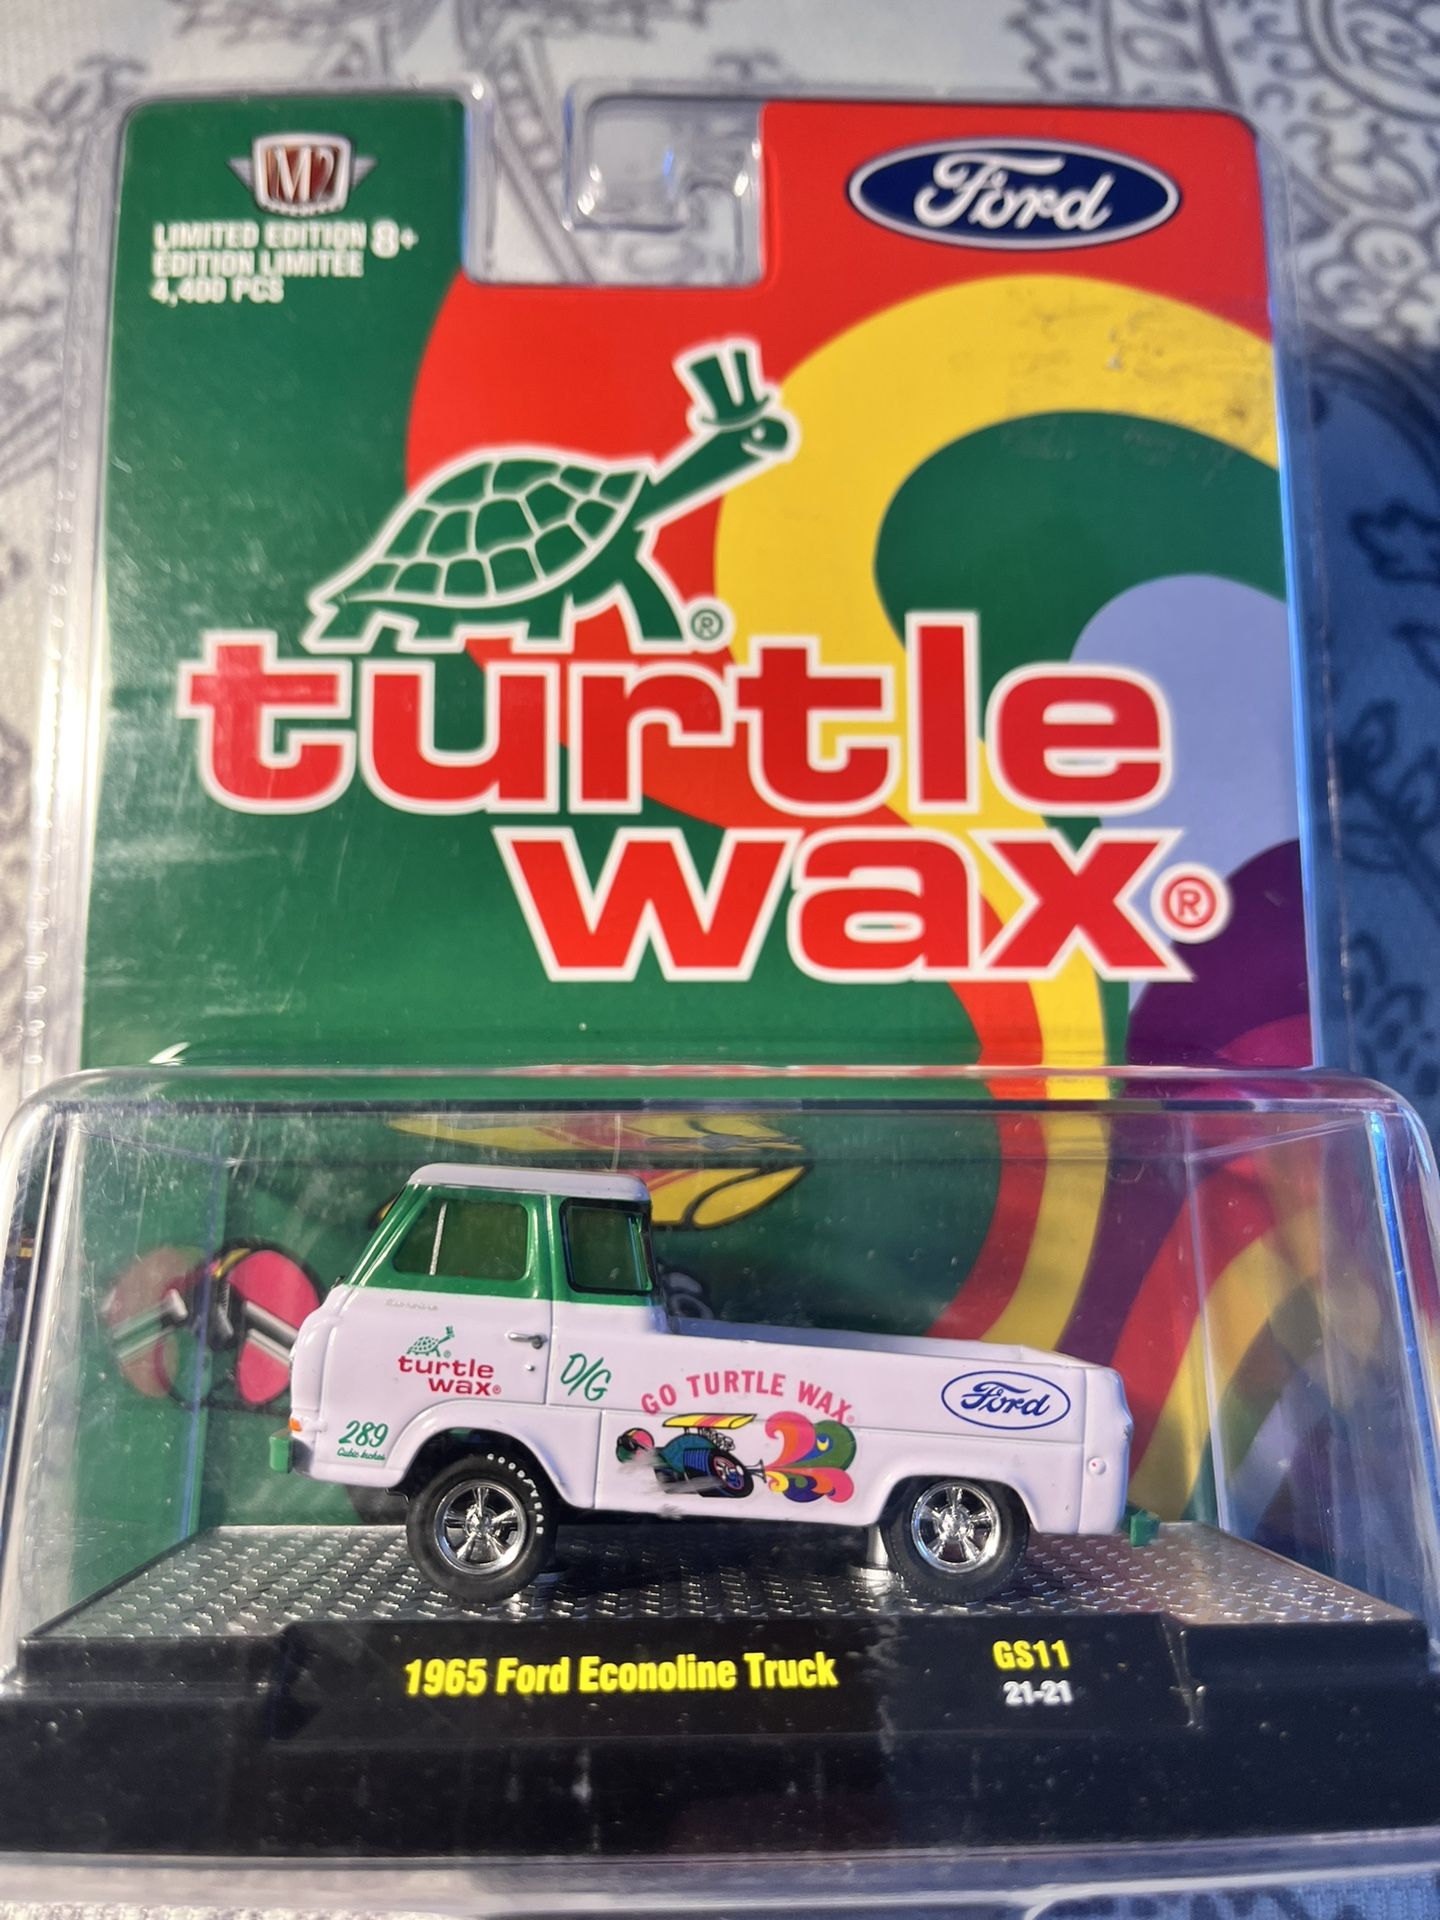 M2
LIMITED EDITION 8+
EDITION LIMITEE
4,400 PCS
Ford
®
turtle
wax®
turtle
wax®
D/G
GO TURTLE WAX®
Ford
289
Cubic Inches
GOODYEAR
1965 Ford Econoline Truck
GS11
21-21